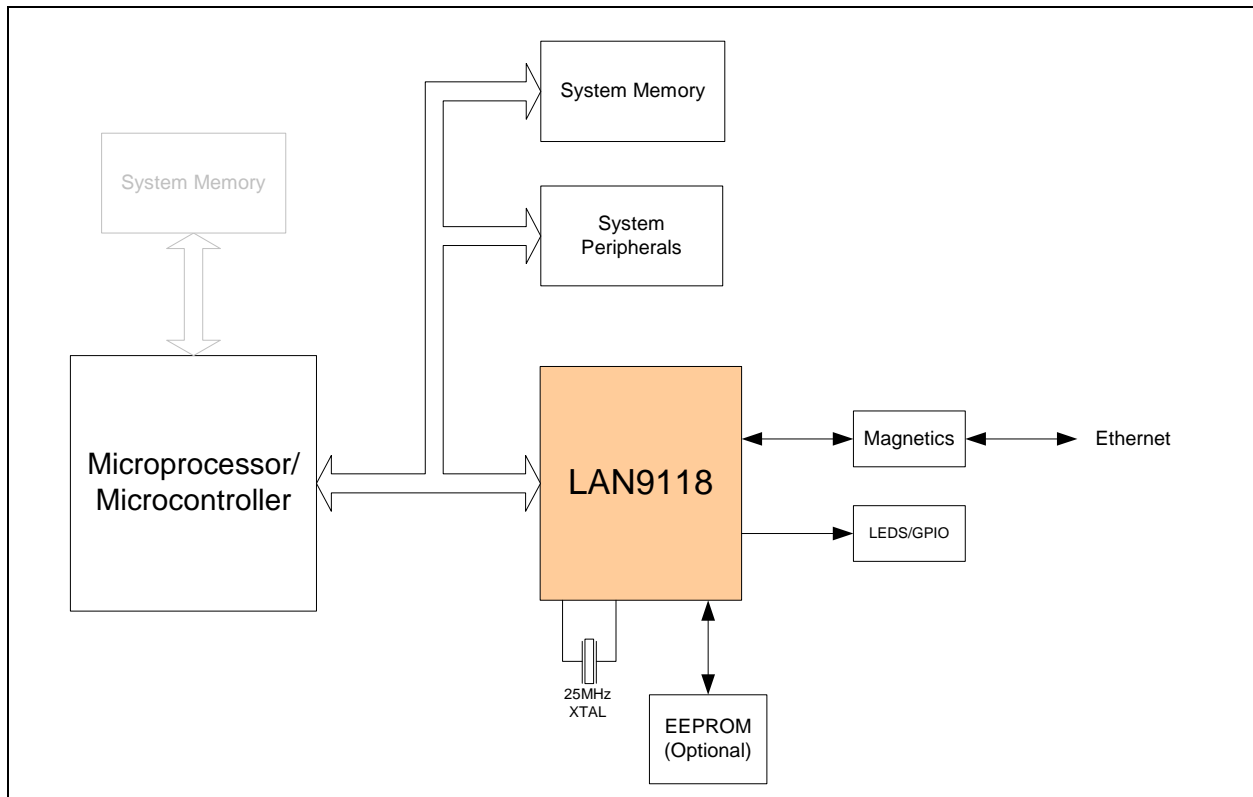 System Memory
System Memory
System
Peripherals
Microprocessor/
Microcontroller
LAN9118
Magnetics
Ethernet
LEDS/GPIO
25MHz
XTAL
EEPROM
(Optional)